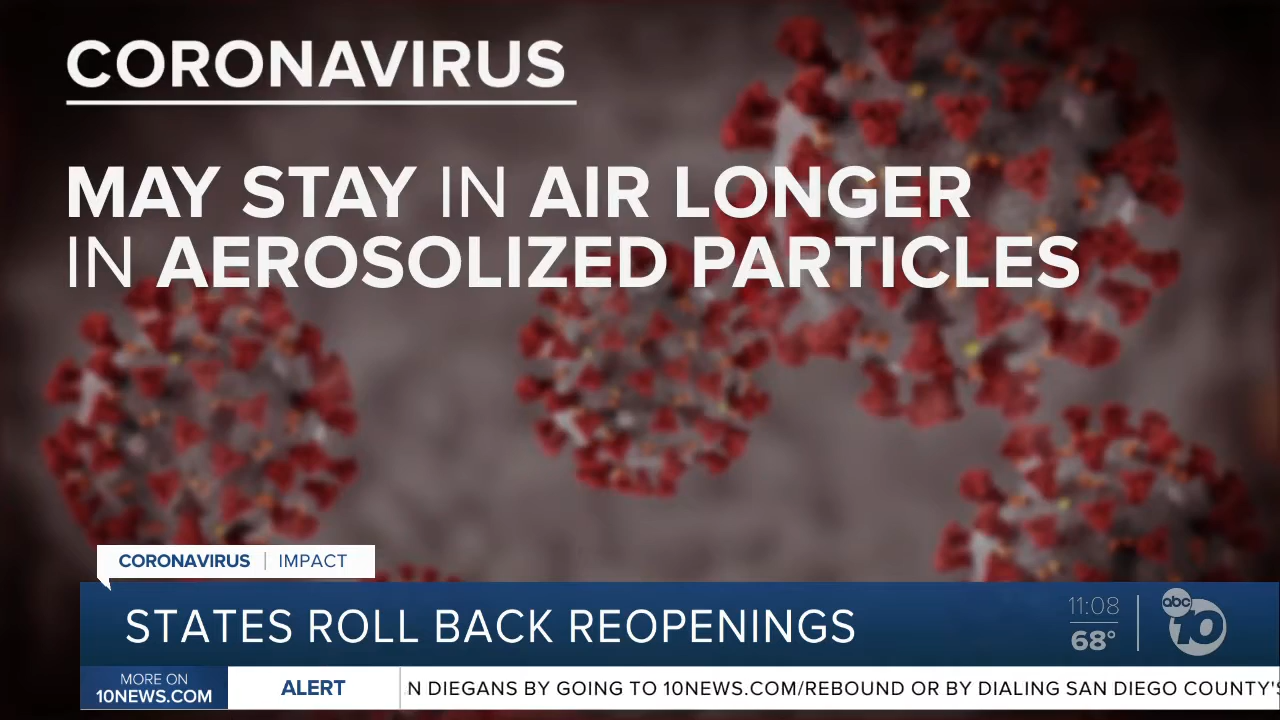 CORONAVIRUS
MAY STAY IN AIR LONGER
IN AEROSOLIZED PARTICLES
CORONAVIRUS | IMPACT
STATES ROLL BACK REOPENINGS
11:08
68°
abc
10
MORE ON
10NEWS.COM
ALERT
N DIEGANS BY GOING TO 10NEWS.COM/REBOUND OR BY DIALING SAN DIEGO COUNTY'S